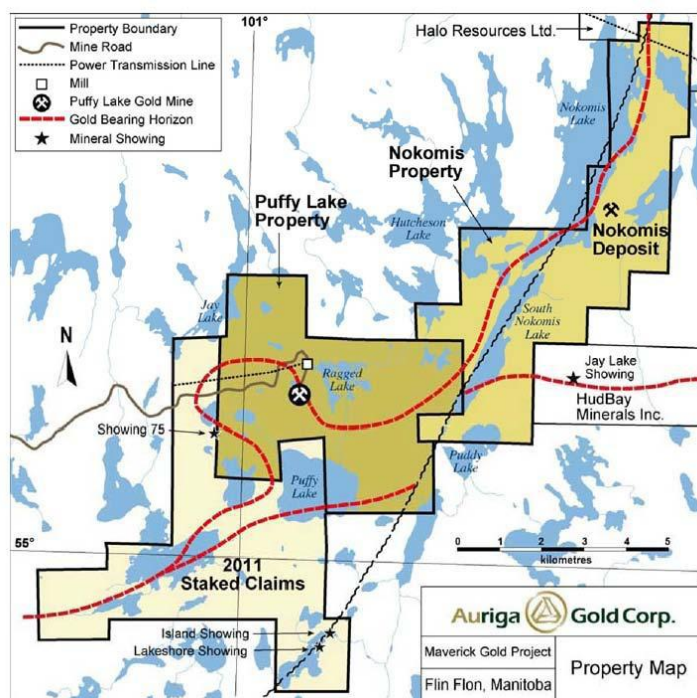 Property Boundary
Mine Road
Power Transmission Line
Mill
Puffy Lake Gold Mine
Gold Bearing Horizon
Mineral Showing
101°
Halo Resources Ltd.
Nokomis
Lake
Nokomis
Property
Puffy Lake
Property
Hutcheson
Lake
Nokomis
Deposit
Jay
Lake
South
Nokomis
Lake
N
Ragged
Lake
Jay Lake
Showing
HudBay
Minerals Inc.
Showing 75
Puffy
Lake
Puddy
Lake
55°
0 1 2 3 4 5
kilometres
2011
Staked Claims
Island Showing
Lakeshore Showing
Auriga Gold Corp.
Maverick Gold Project
Flin Flon, Manitoba
Property Map